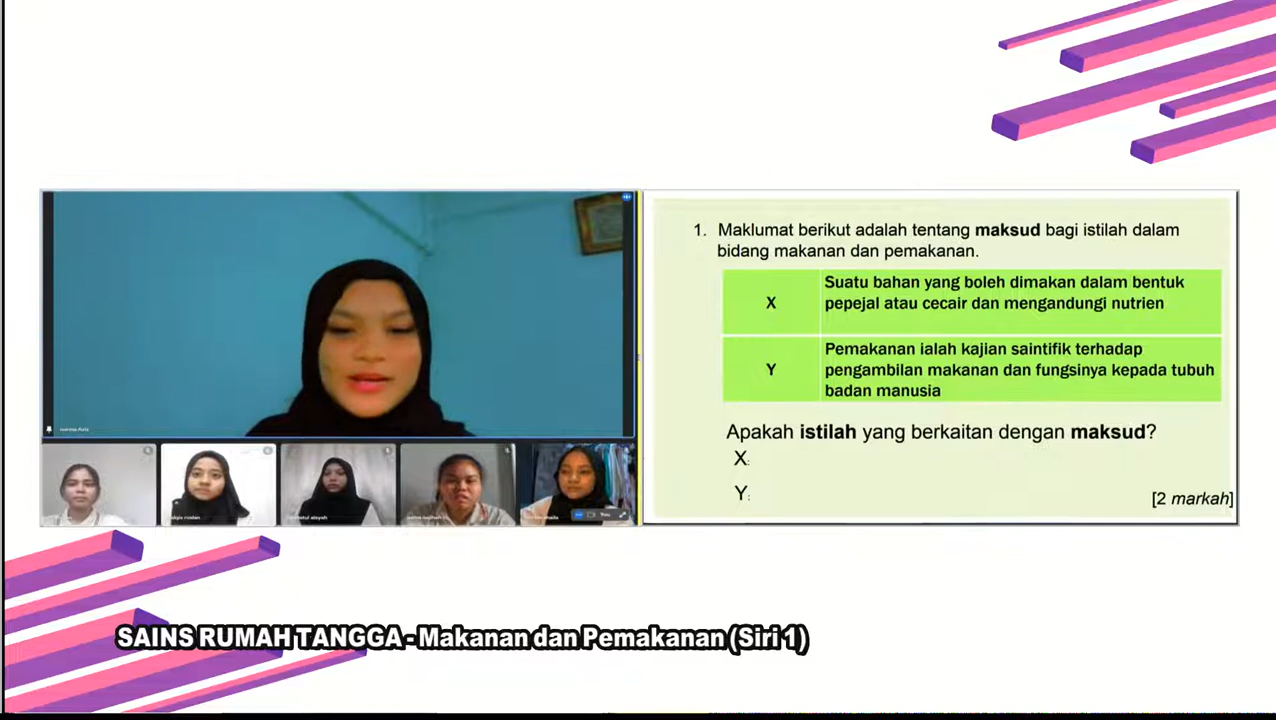 1. Maklumat berikut adalah tentang maksud bagi istilah dalam
bidang makanan dan pemakanan.
X
Suatu bahan yang boleh dimakan dalam bentuk
pepejal atau cecair dan mengandungi nutrien
Y
Pemakanan ialah kajian saintifik terhadap
pengambilan makanan dan fungsinya kepada tubuh
badan manusia
Apakah istilah yang berkaitan dengan maksud?
X:
Y:
[2 markah]
SAINS RUMAH TANGGA - Makanan dan Pemakanan (Siri 1)